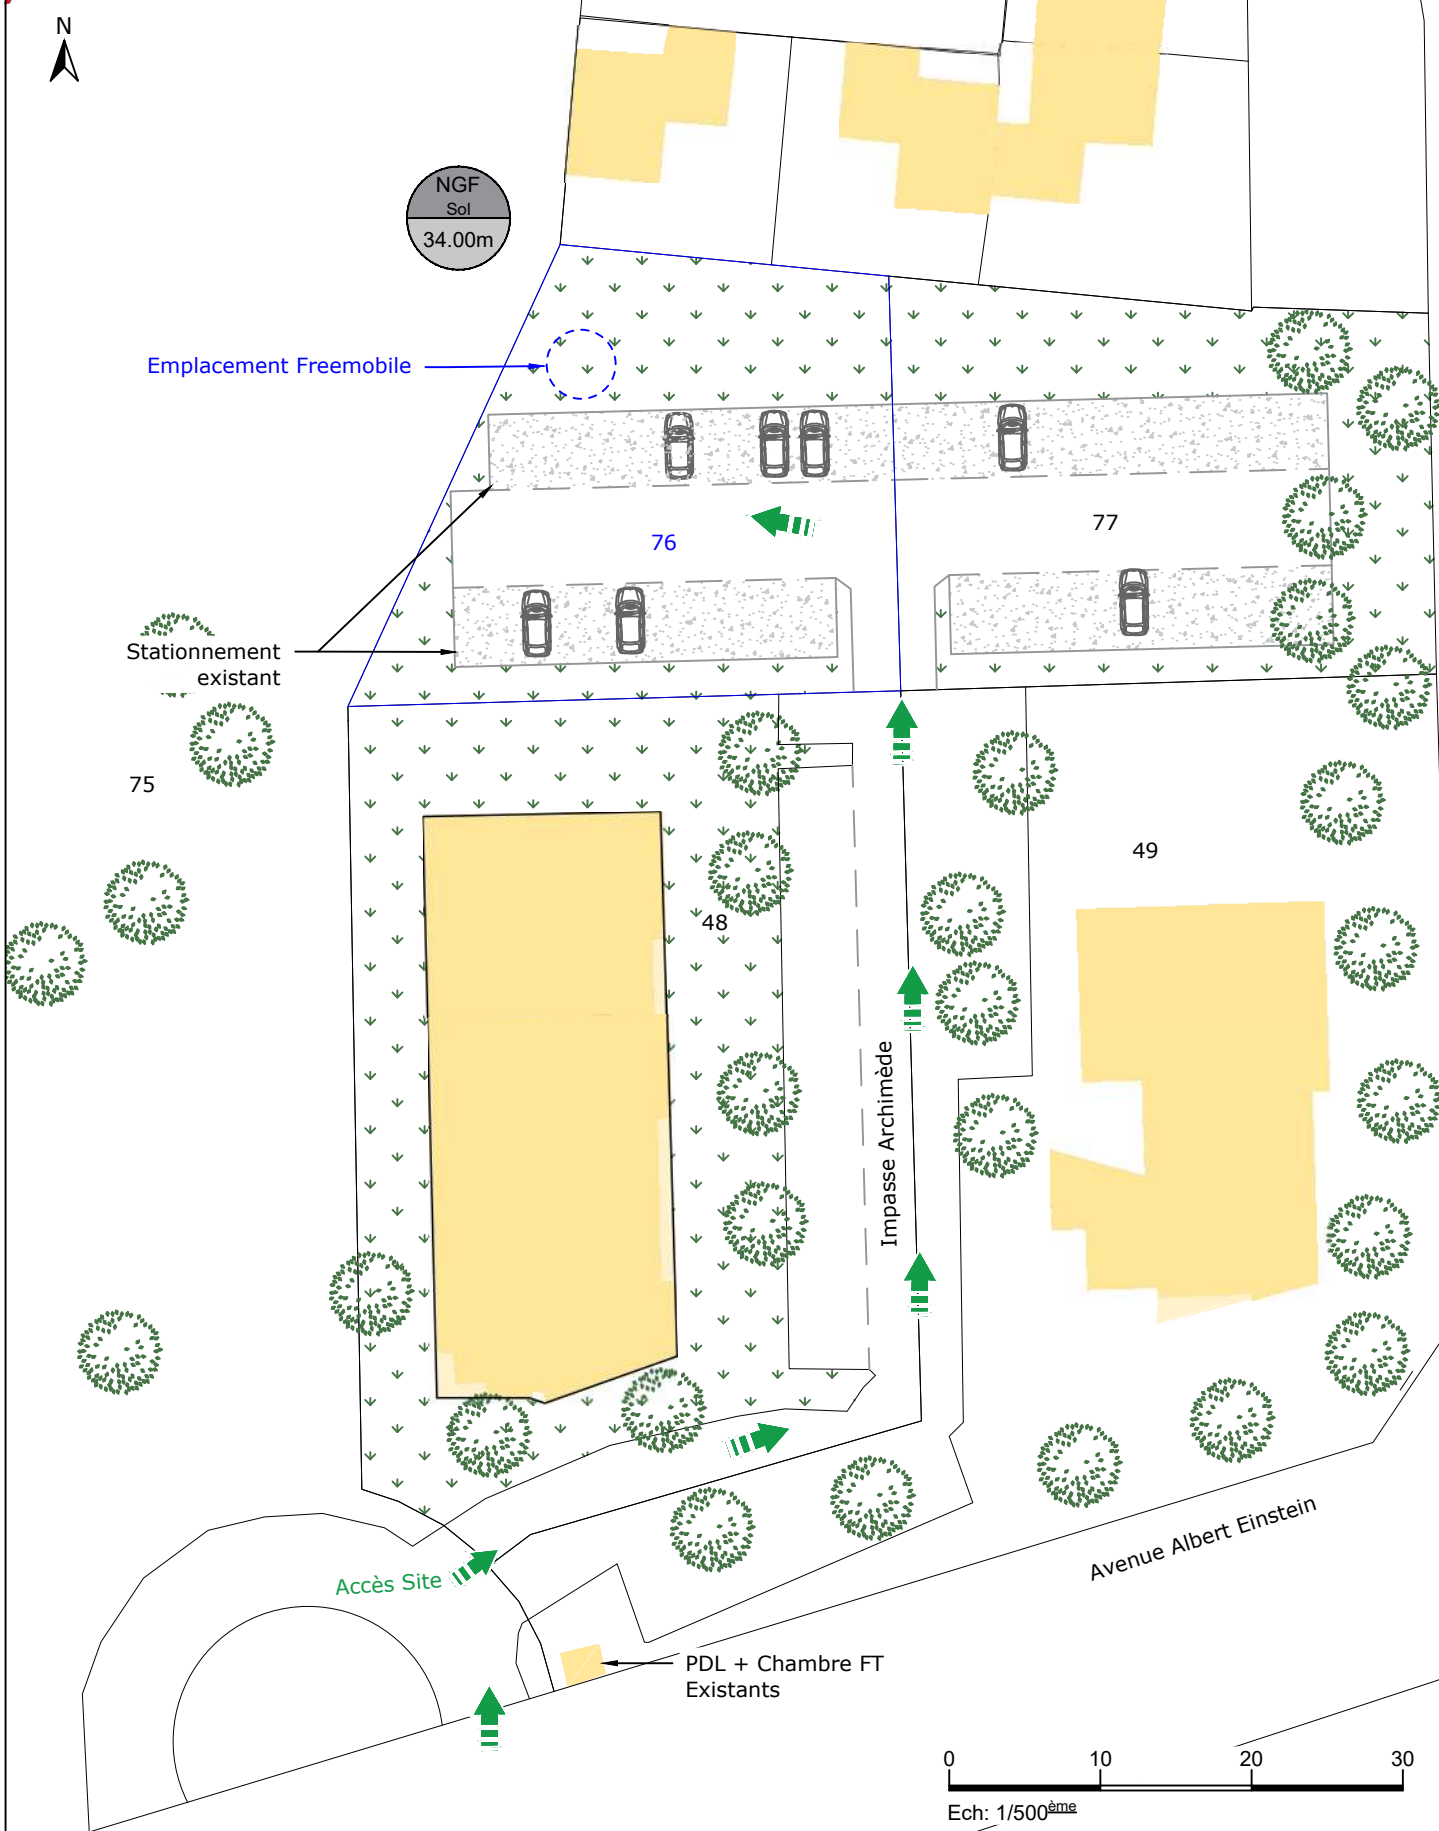 N
NGF
Sol
34.00m
Emplacement Freemobile
77
76
Stationnement
existant
75
49
48
Impasse Archimède
Avenue Albert Einstein
Accès Site
PDL + Chambre FT
Existants
0 10 20 30
Ech: 1/500ème